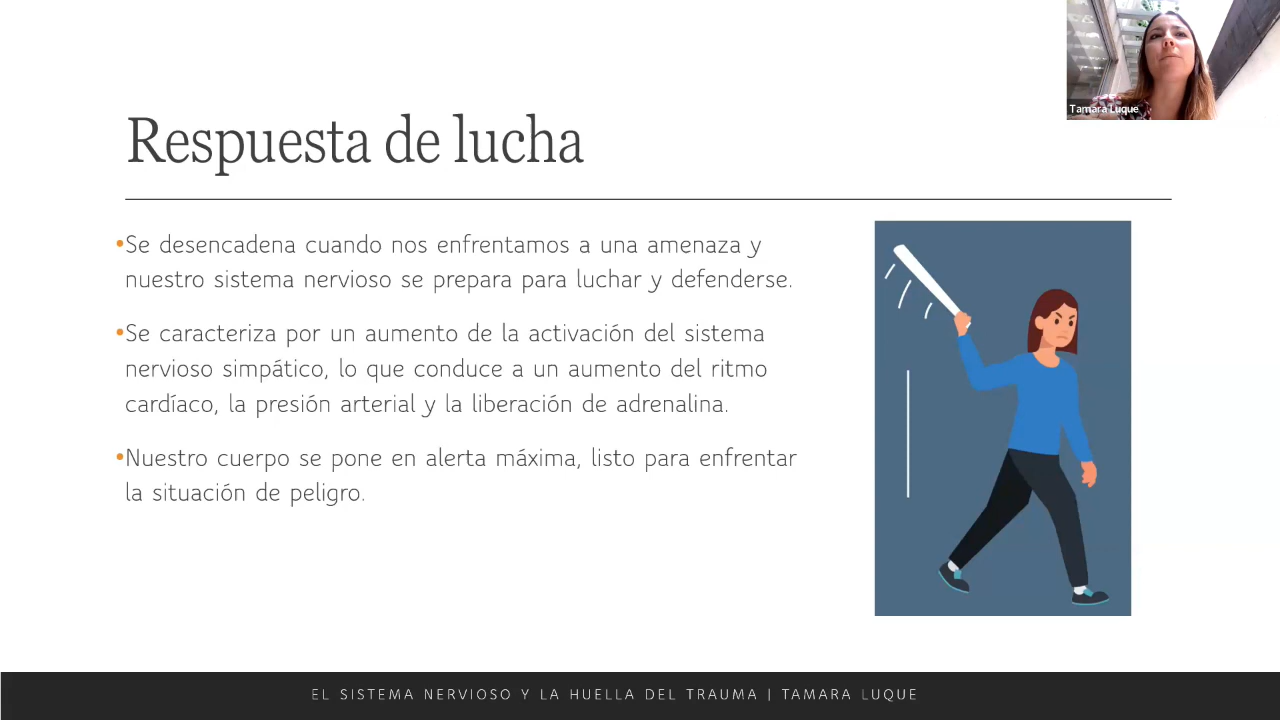 Tamara Luque
Respuesta de lucha
•Se desencadena cuando nos enfrentamos a una amenaza y
nuestro sistema nervioso se prepara para luchar y defenderse.
•Se caracteriza por un aumento de la activación del sistema
nervioso simpático, lo que conduce a un aumento del ritmo
cardíaco, la presión arterial y la liberación de adrenalina.
•Nuestro cuerpo se pone en alerta máxima, listo para enfrentar
la situación de peligro.
EL SISTEMA NERVIOSO Y LA HUELLA DEL TRAUMA | TAMARA LUQUE